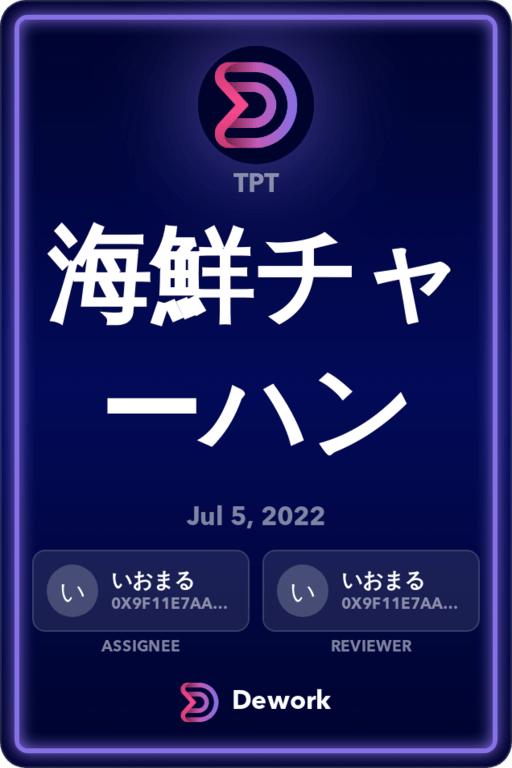 TPT
海鮮チャ
ーハン
Jul 5, 2022
い いおまる
0X9F11E7AA...
い いおまる
0X9F11E7AA...
ASSIGNEE
REVIEWER
Dework